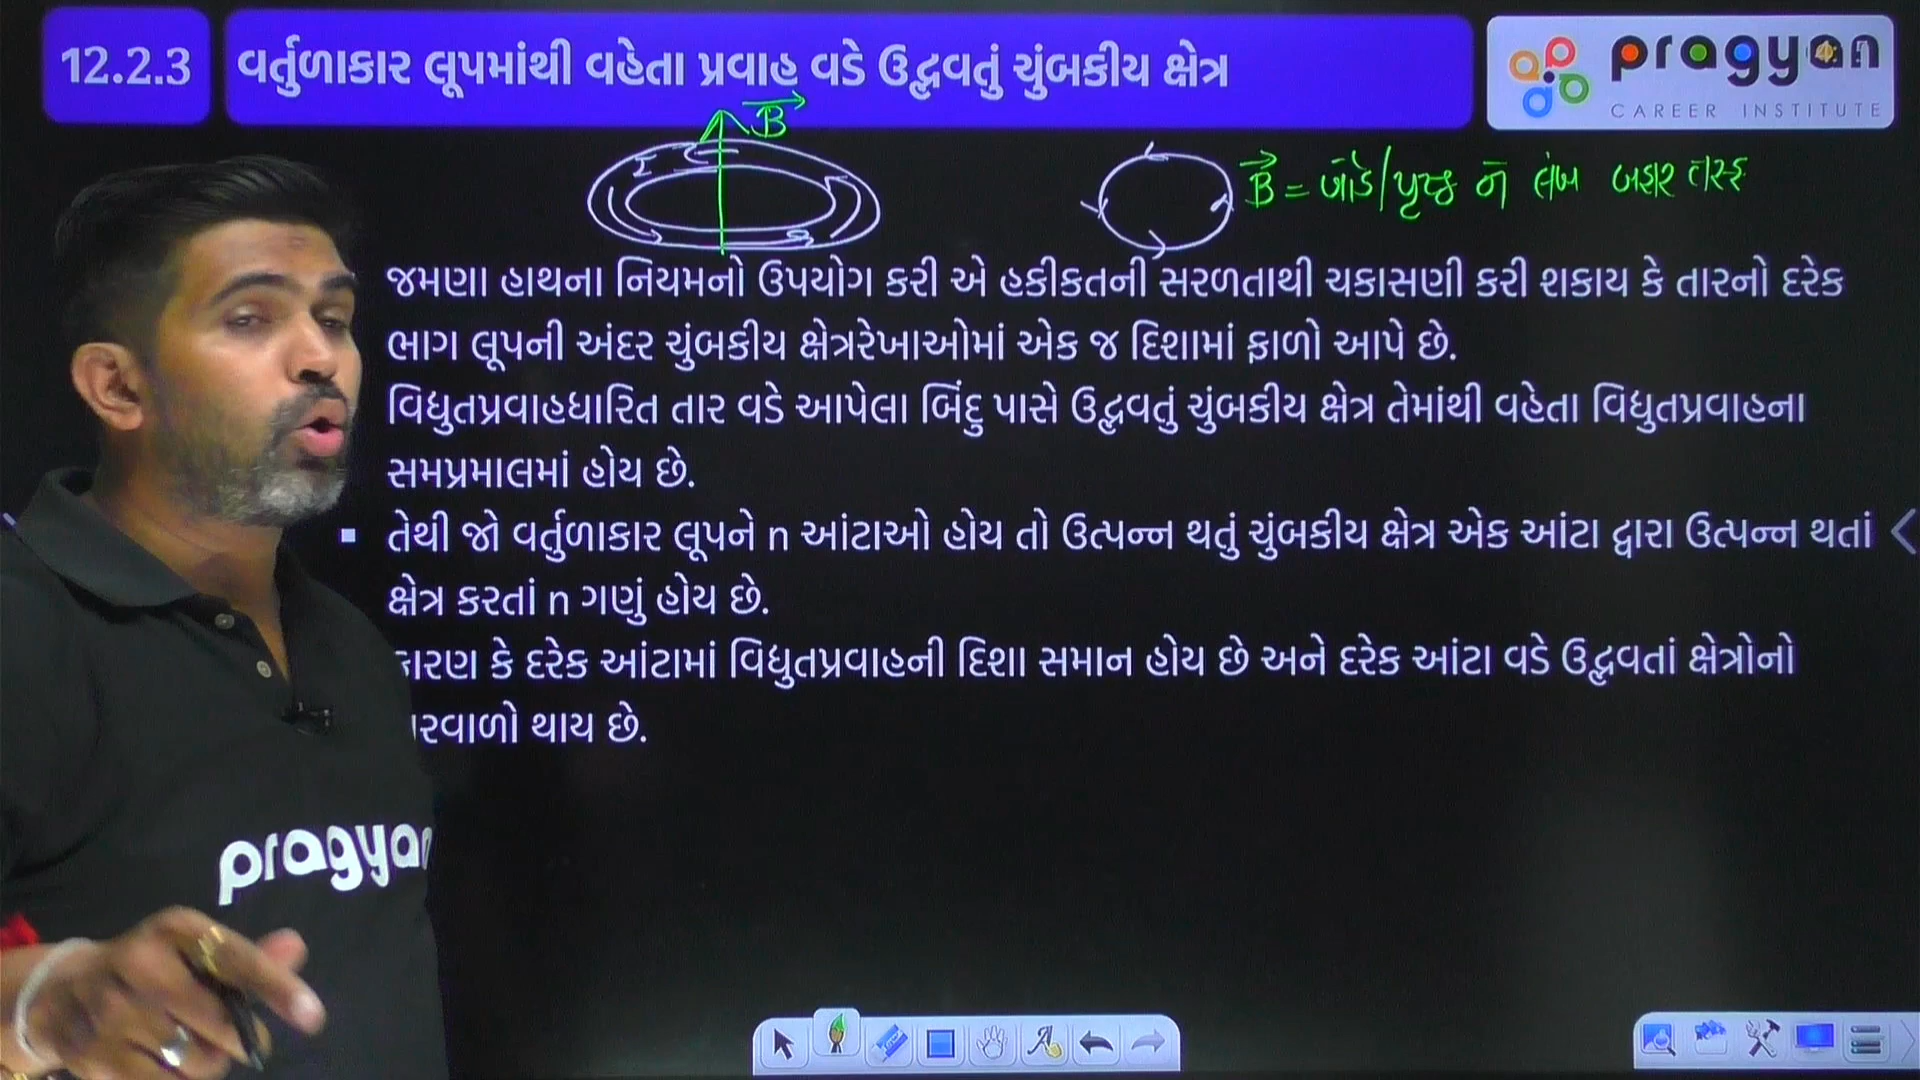 12.2.3
વર્તુળાકાર લૂપમાંથી વહેતા પ્રવાહ વડે ઉદ્ભવતું ચુંબકીય ક્ષેત્ર
pragyan
CAREER INSTITUTE
B
I
B = બોર્ડ/પૃષ્ઠ ને લંબ બહાર તરફ
જમણા હાથના નિયમનો ઉપયોગ કરી એ હકીકતની સરળતાથી ચકાસણી કરી શકાય કે તારનો દરેક
ભાગ લૂપની અંદર ચુંબકીય ક્ષેત્રરેખાઓમાં એક જ દિશામાં ફાળો આપે છે.
વિદ્યુતપ્રવાહધારિત તાર વડે આપેલા બિંદુ પાસે ઉદ્ભવતું ચુંબકીય ક્ષેત્ર તેમાંથી વહેતા વિદ્યુતપ્રવાહના
સમપ્રમાલમાં હોય છે.
▪ તેથી જો વર્તુળાકાર લૂપને n આંટાઓ હોય તો ઉત્પન્ન થતું ચુંબકીય ક્ષેત્ર એક આંટા દ્વારા ઉત્પન્ન થતાં
ક્ષેત્ર કરતાં n ગણું હોય છે.
કારણ કે દરેક આંટામાં વિદ્યુતપ્રવાહની દિશા સમાન હોય છે અને દરેક આંટા વડે ઉદ્ભવતાં ક્ષેત્રોનો
થાય છે.
pragyan